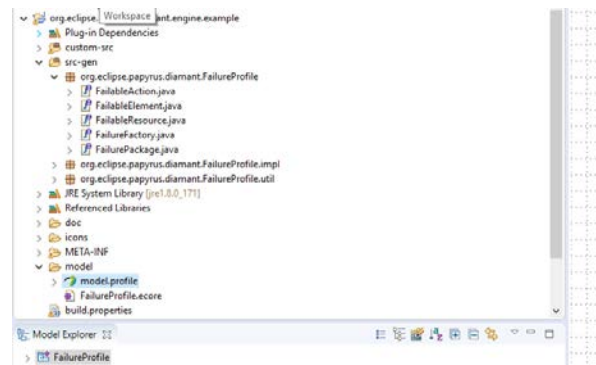 org.eclipse. Workspace ant.engine.example
Plug-in Dependencies
custom-src
src-gen
org.eclipse.papyrus.diamant.FailureProfile
FailableAction.java
FailableElement.java
FailableResource.java
FailureFactory.java
FailurePackage.java
org.eclipse.papyrus.diamant.FailureProfile.impl
org.eclipse.papyrus.diamant.FailureProfile.util
JRE System Library [jre1.8.0_171]
Referenced Libraries
doc
icons
META-INF
model
model.profile
FailureProfile.ecore
build.properties
Model Explorer
FailureProfile